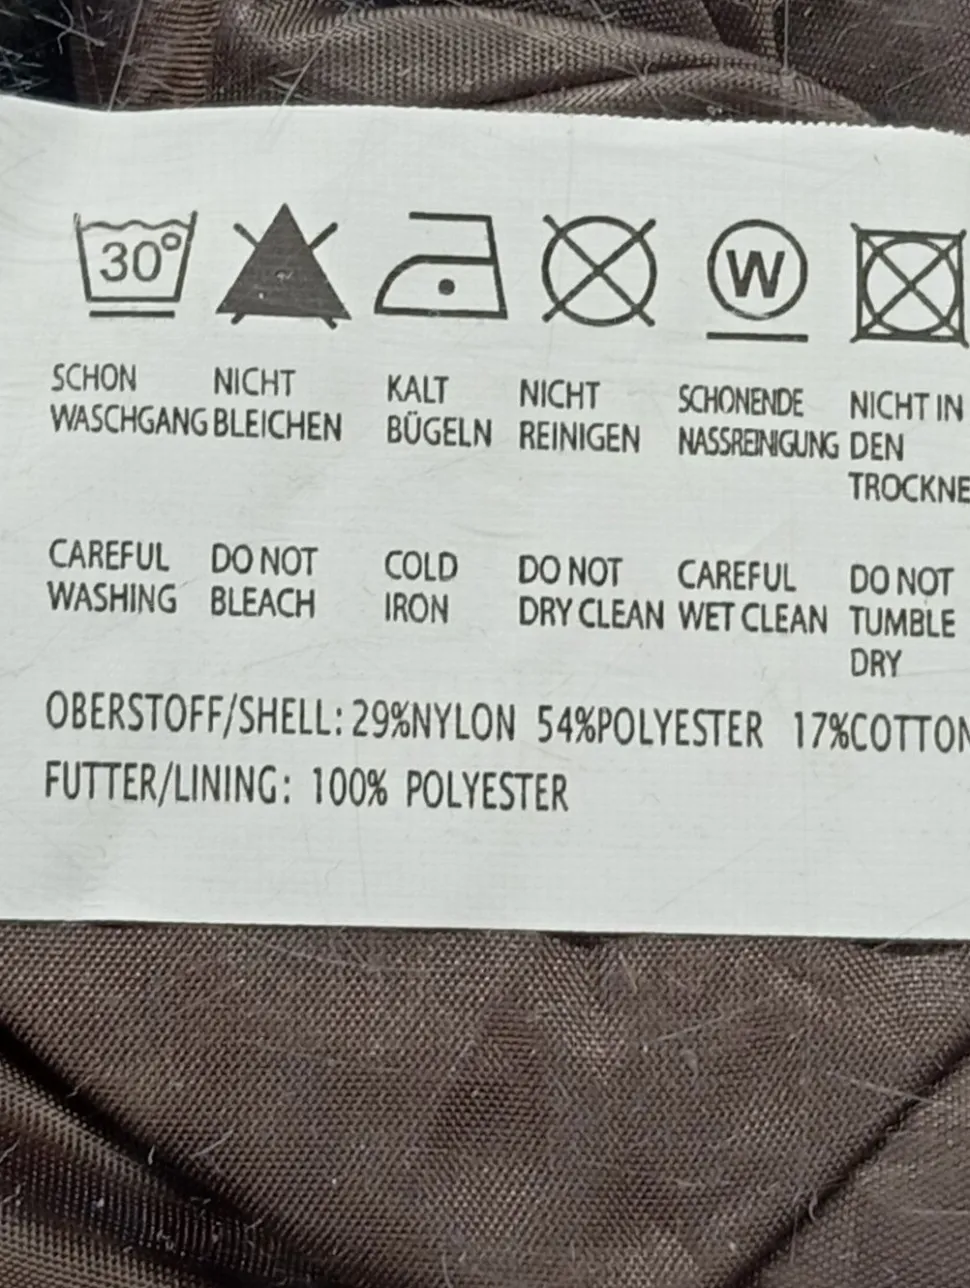 30°
W
SCHON WASCHGANG
NICHT BLEICHEN
KALT BÜGELN
NICHT REINIGEN
SCHONENDE NASSREINIGUNG
NICHT IN DEN TROCKNE
CAREFUL WASHING
DO NOT BLEACH
COLD IRON
DO NOT DRY CLEAN
CAREFUL WET CLEAN
DO NOT TUMBLE DRY
OBERSTOFF/SHELL: 29%NYLON 54%POLYESTER 17%COTTON
FUTTER/LINING: 100% POLYESTER